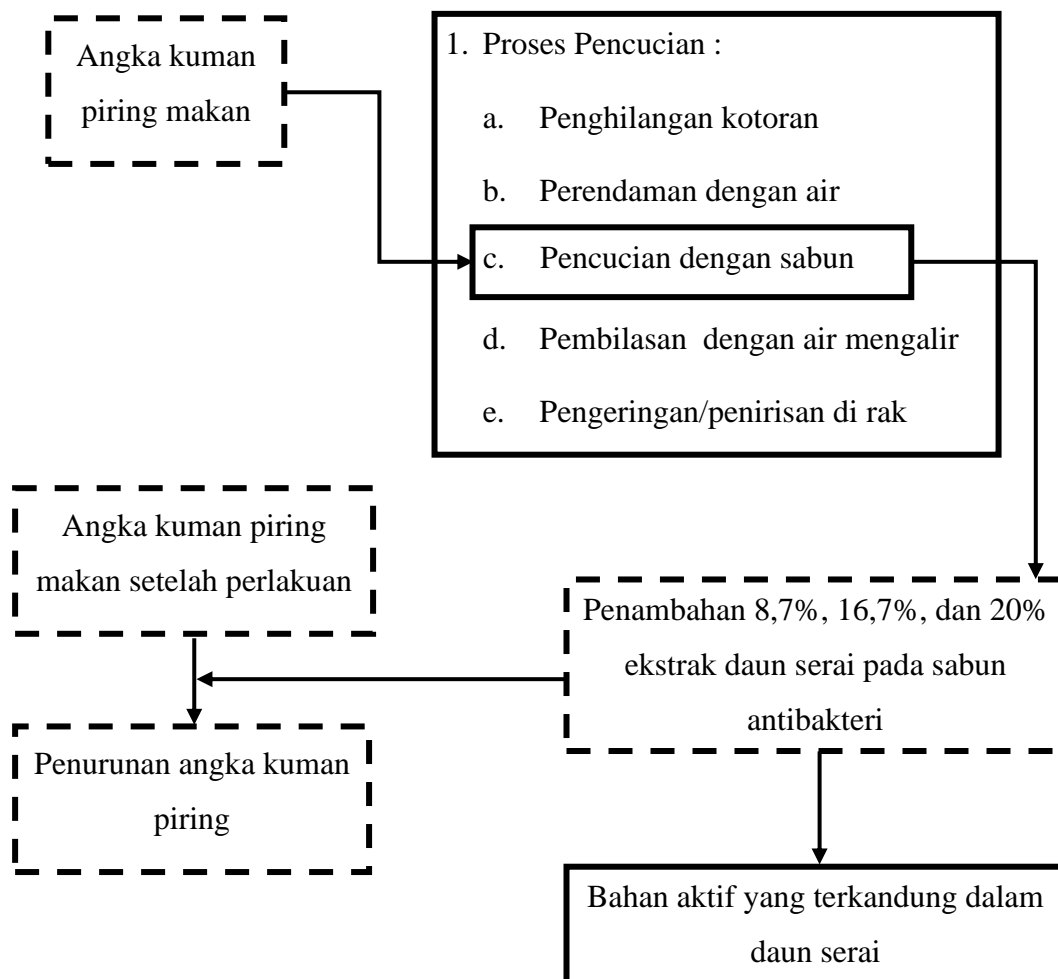 Angka kuman
piring makan
1. Proses Pencucian :
a. Penghilangan kotoran
b. Perendaman dengan air
c. Pencucian dengan sabun
d. Pembilasan dengan air mengalir
e. Pengeringan/penirisan di rak
Angka kuman piring
makan setelah perlakuan
Penambahan 8,7%, 16,7%, dan 20%
ekstrak daun serai pada sabun
antibakteri
Penurunan angka kuman
piring
Bahan aktif yang terkandung dalam
daun serai